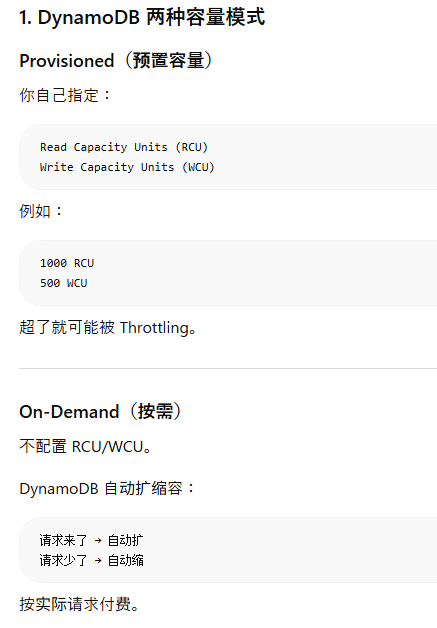 1. DynamoDB 两种容量模式
Provisioned（预置容量）
你自己指定：
Read Capacity Units (RCU)
Write Capacity Units (WCU)
例如：
1000 RCU
500 WCU
超了就可能被 Throttling。
On-Demand（按需）
不配置 RCU/WCU。
DynamoDB 自动扩缩容：
请求来了 → 自动扩
请求少了 → 自动缩
按实际请求付费。